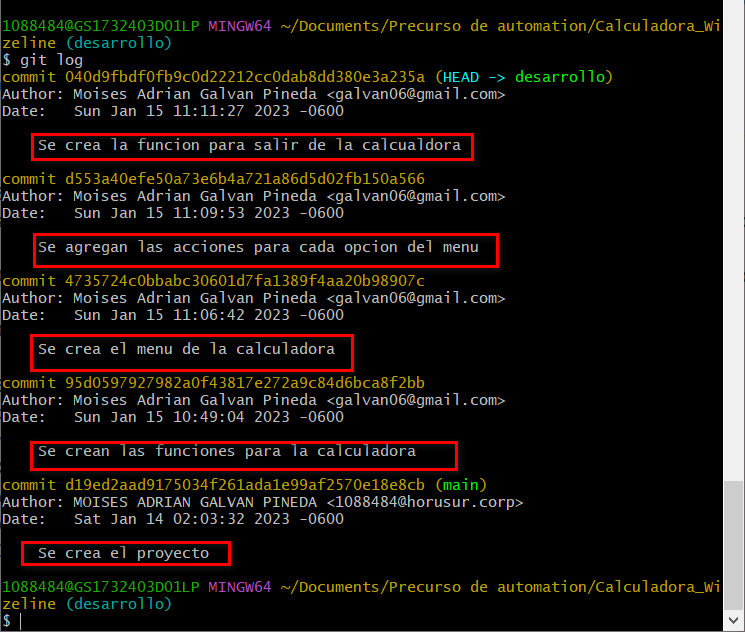 1088484@GS1732403D01LP MINGW64 ~/Documents/Precurso de automation/Calculadora_Wi
zeline (desarrollo)
$ git log
commit 040d9fbdf0fb9c0d22212cc0dab8dd380e3a235a (HEAD -> desarrollo)
Author: Moises Adrian Galvan Pineda <galvan06@gmail.com>
Date:   Sun Jan 15 11:11:27 2023 -0600
Se crea la funcion para salir de la calcualdora
commit d553a40efe50a73e6b4a721a86d5d02fb150a566
Author: Moises Adrian Galvan Pineda <galvan06@gmail.com>
Date:   Sun Jan 15 11:09:53 2023 -0600
Se agregan las acciones para cada opcion del menu
commit 4735724c0bbabc30601d7fa1389f4aa20b98907c
Author: Moises Adrian Galvan Pineda <galvan06@gmail.com>
Date:   Sun Jan 15 11:06:42 2023 -0600
Se crea el menu de la calculadora
commit 95d0597927982a0f43817e272a9c84d6bca8f2bb
Author: Moises Adrian Galvan Pineda <galvan06@gmail.com>
Date:   Sun Jan 15 10:49:04 2023 -0600
Se crean las funciones para la calculadora
commit d19ed2aad9175034f261ada1e99af2570e18e8cb (main)
Author: MOISES ADRIAN GALVAN PINEDA <1088484@horusur.corp>
Date:   Sat Jan 14 02:03:32 2023 -0600
Se crea el proyecto
1088484@GS1732403D01LP MINGW64 ~/Documents/Precurso de automation/Calculadora_Wi
zeline (desarrollo)
$